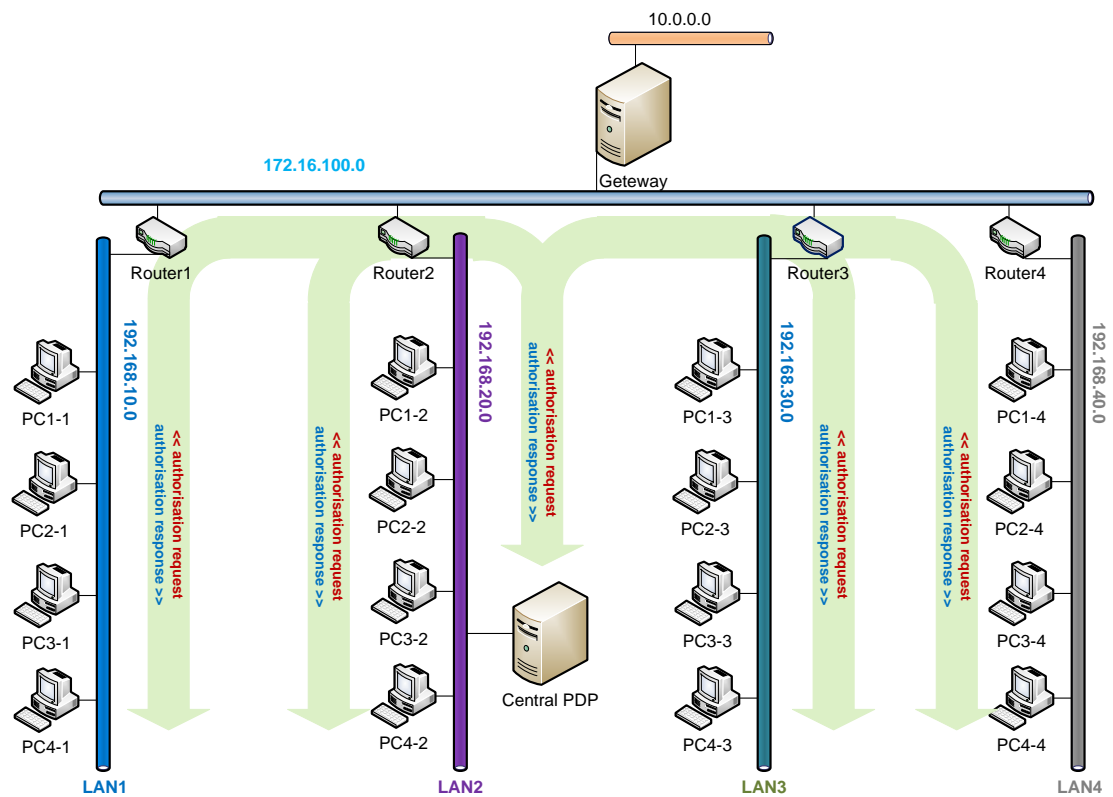 10.0.0.0
Geteway
172.16.100.0
Router1
Router2
Router3
Router4
192.168.10.0
192.168.20.0
192.168.30.0
192.168.40.0
PC1-1
PC2-1
PC3-1
PC4-1
<< authorisation request
authorisation response >>
<< authorisation request
authorisation response >>
PC1-2
PC2-2
PC3-2
PC4-2
<< authorisation request
authorisation response >>
Central PDP
PC1-3
PC2-3
PC3-3
PC4-3
<< authorisation request
authorisation response >>
<< authorisation request
authorisation response >>
PC1-4
PC2-4
PC3-4
PC4-4
LAN1
LAN2
LAN3
LAN4